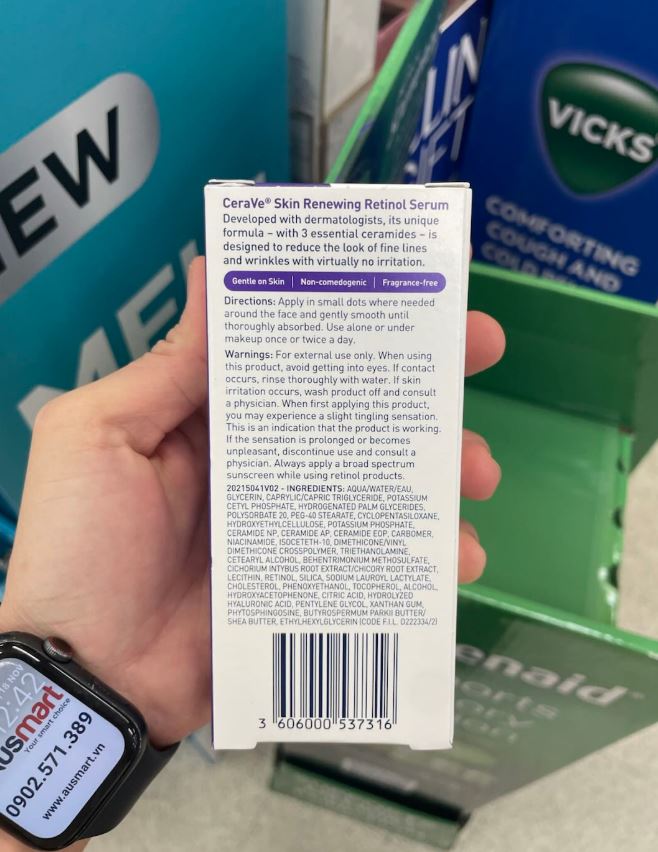 CeraVe® Skin Renewing Retinol Serum
Developed with dermatologists, its unique
formula – with 3 essential ceramides – is
designed to reduce the look of fine lines
and wrinkles with virtually no irritation.
Gentle on Skin | Non-comedogenic | Fragrance-free
Directions: Apply in small dots where needed
around the face and gently smooth until
thoroughly absorbed. Use alone or under
makeup once or twice a day.
Warnings: For external use only. When using
this product, avoid getting into eyes. If contact
occurs, rinse thoroughly with water. If skin
irritation occurs, wash product off and consult
a physician. When first applying this product,
you may experience a slight tingling sensation.
This is an indication that the product is working.
If the sensation is prolonged or becomes
unpleasant, discontinue use and consult a
physician. Always apply a broad spectrum
sunscreen while using retinol products.
20215041V02 - INGREDIENTS: AQUA/WATER/EAU,
GLYCERIN, CAPRYLIC/CAPRIC TRIGLYCERIDE, POTASSIUM
CETYL PHOSPHATE, HYDROGENATED PALM GLYCERIDES,
POLYSORBATE 20, PEG-40 STEARATE, CYCLOPENTASILOXANE,
HYDROXYETHYLCELLULOSE, POTASSIUM PHOSPHATE,
CERAMIDE NP, CERAMIDE AP, CERAMIDE EOP, CARBOMER,
NIACINAMIDE, ISOCETETH-10, DIMETHICONE/VINYL
DIMETHICONE CROSSPOLYMER, TRIETHANOLAMINE,
CETEARYL ALCOHOL, BEHENTRIMONIUM METHOSULFATE,
CICHORIUM INTYBUS ROOT EXTRACT/CHICORY ROOT EXTRACT,
LECITHIN, RETINOL, SILICA, SODIUM LAUROYL LACTYLATE,
CHOLESTEROL, PHENOXYETHANOL, TOCOPHEROL, ALCOHOL,
HYDROXYACETOPHENONE, CITRIC ACID, HYDROLYZED
HYALURONIC ACID, PENTYLENE GLYCOL, XANTHAN GUM,
PHYTOSPHINGOSINE, BUTYROSPERMUM PARKII BUTTER/
SHEA BUTTER, ETHYLHEXYLGLYCERIN (CODE F.I.L. D222334/2)
3 606000 537316
VICKS
COMFORTING
COUGH AND
COLD
EW
enaid
18 NOV
2:42
ausmart
Your smart choice
0902.571.389
www.ausmart.vn